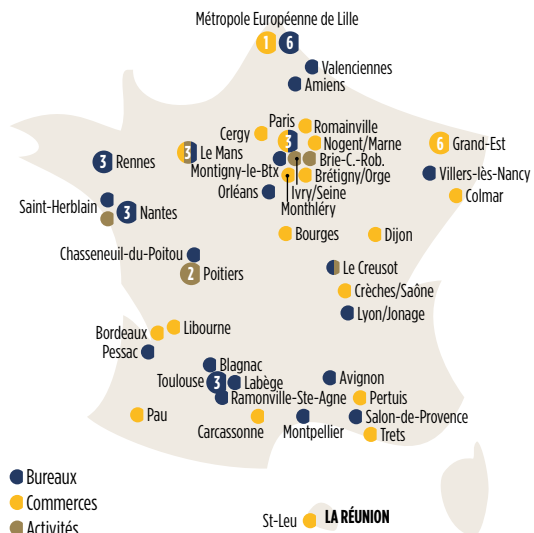 Métropole Européenne de Lille
1 6
Valenciennes
Amiens
Paris
Romainville
Cergy
3
Nogent/Marne
6 Grand-Est
3 Le Mans
Brie-C.-Rob.
3 Rennes
Montigny-le-Btx
Brétigny/Orge
Villers-lès-Nancy
Orléans
Ivry/Seine
Colmar
Saint-Herblain
Monthléry
3 Nantes
Bourges
Dijon
Chasseneuil-du-Poitou
Le Creusot
2 Poitiers
Crèches/Saône
Lyon/Jonage
Libourne
Bordeaux
Pessac
Blagnac
Toulouse 3 Labège
Avignon
Ramonville-Ste-Agne
Pertuis
Pau
Salon-de-Provence
Carcassonne
Montpellier
Trets
Bureaux
Commerces
Activités
St-Leu
LA RÉUNION